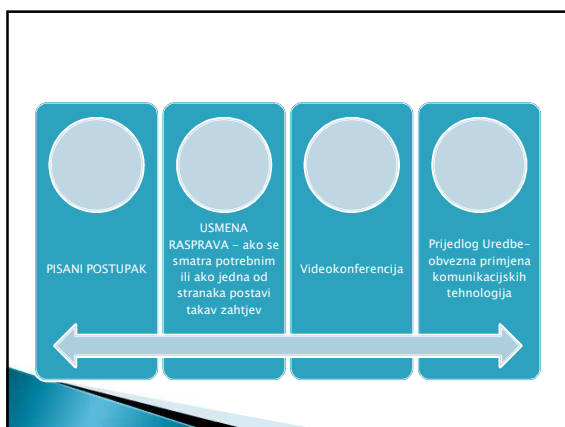 PISANI POSTUPAK
USMENA
RASPRAVA – ako se
smatra potrebnim
ili ako jedna od
stranaka postavi
takav zahtjev
Videokonferencija
Prijedlog Uredbe-
obvezna primjena
komunikacijskih
tehnologija